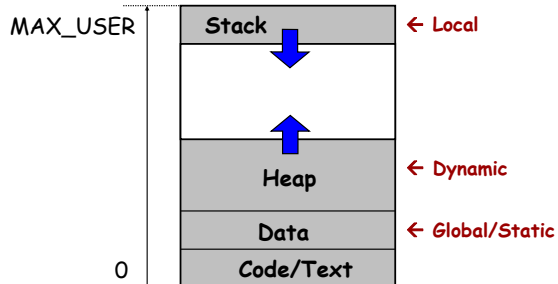 MAX_USER Stack ← Local
Heap ← Dynamic
Data ← Global/Static
0 Code/Text